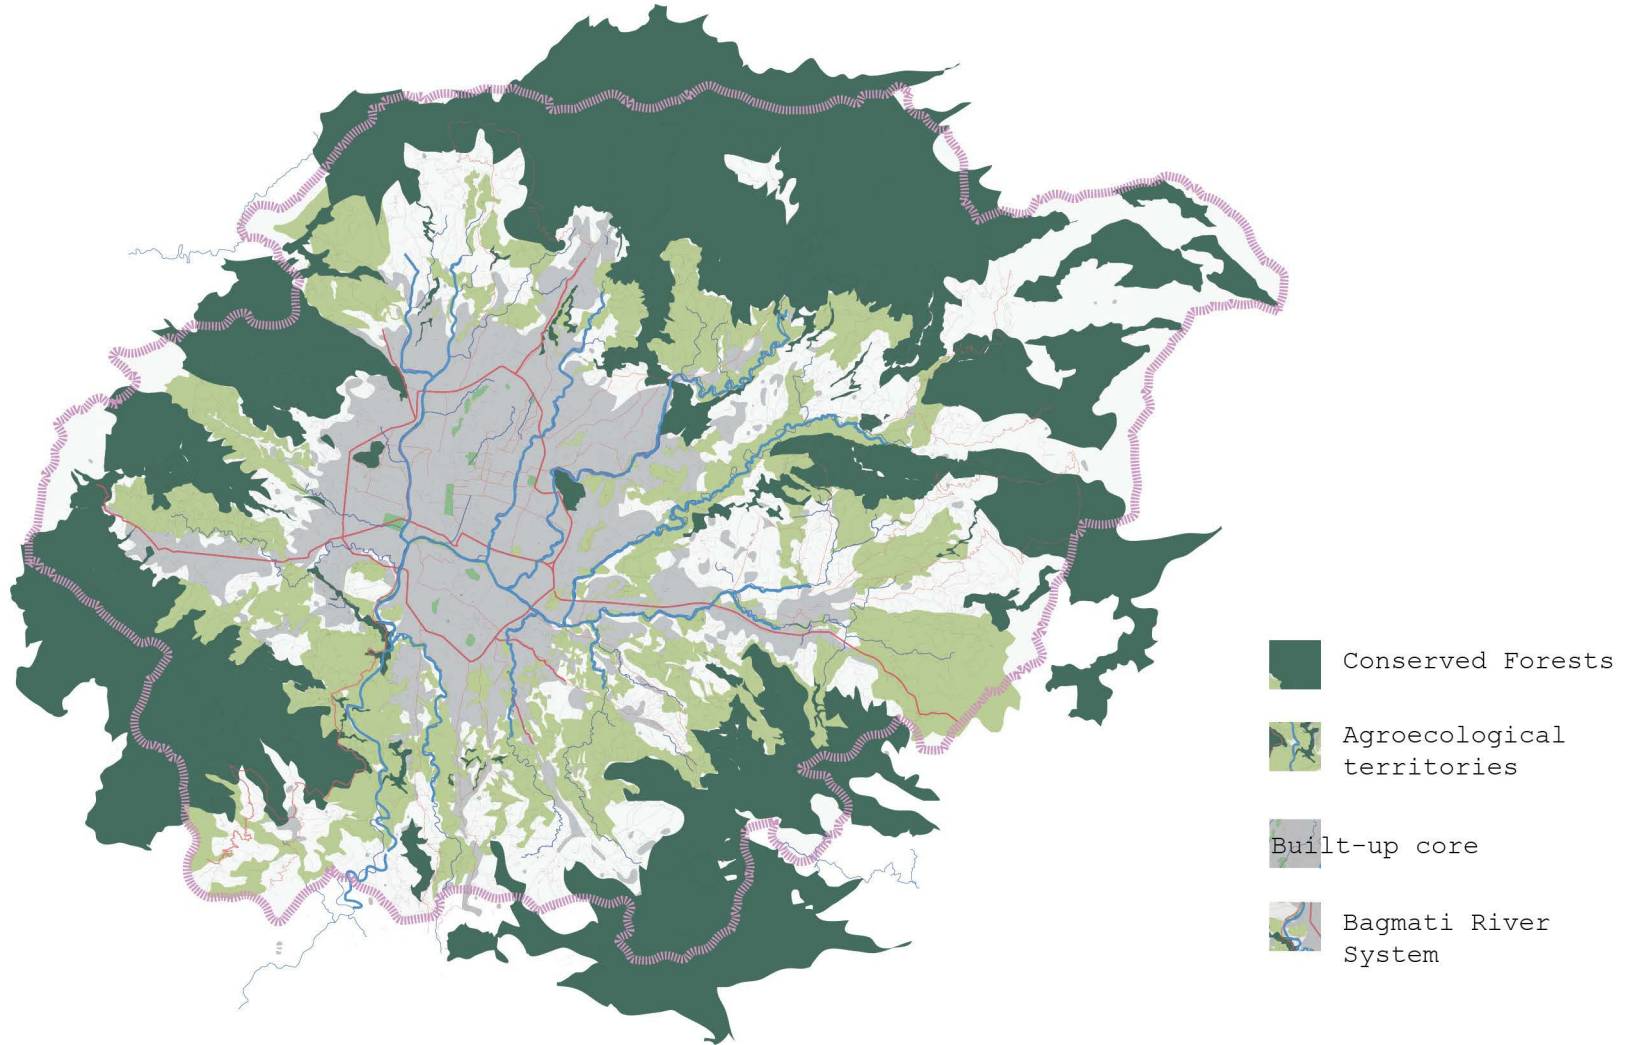 Conserved Forests
Agroecological
territories
Built-up core
Bagmati River
System